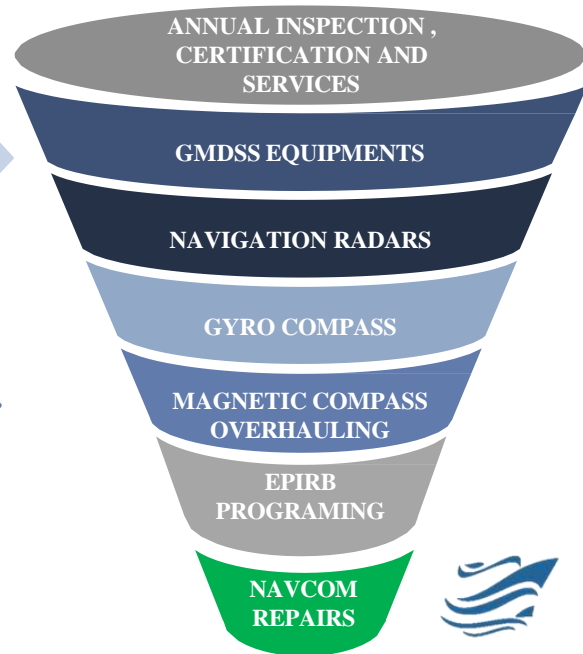 ANNUAL INSPECTION ,
CERTIFICATION AND
SERVICES
GMDSS EQUIPMENTS
NAVIGATION RADARS
GYRO COMPASS
MAGNETIC COMPASS
OVERHAULING
EPIRB
PROGRAMING
NAVCOM
REPAIRS